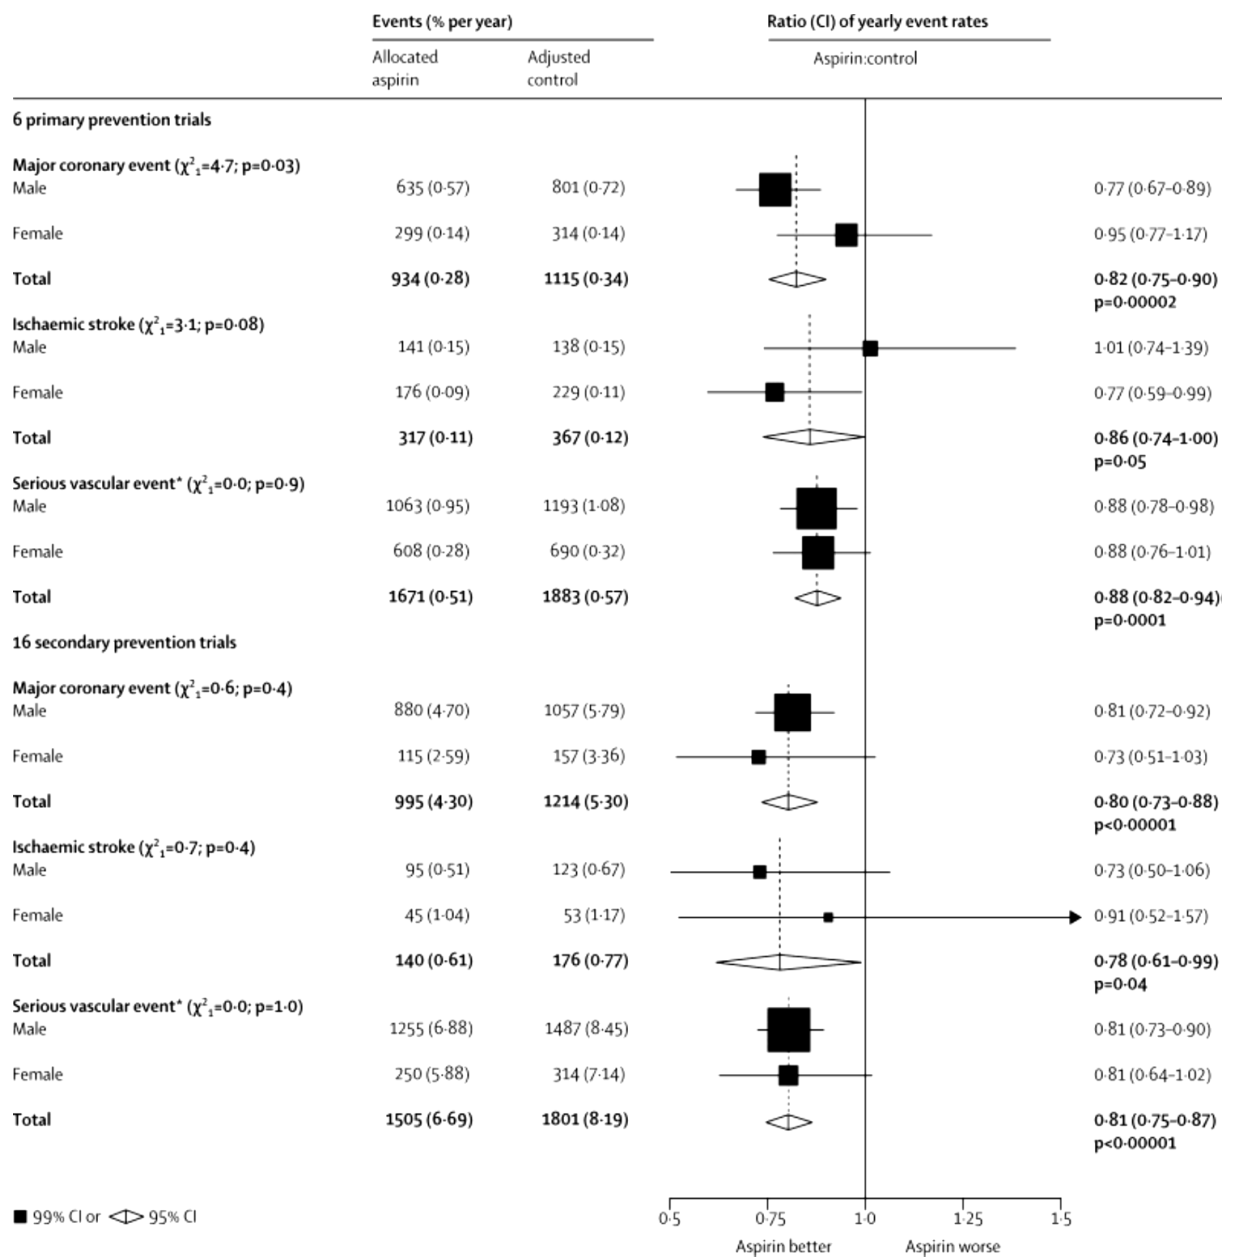 Events (% per year) Ratio (CI) of yearly event rates
Allocated aspirin Adjusted control Aspirin:control
6 primary prevention trials
Major coronary event (χ²₁=4·7; p=0·03)
Male 635 (0·57) 801 (0·72) 0·77 (0·67–0·89)
Female 299 (0·14) 314 (0·14) 0·95 (0·77–1·17)
Total 934 (0·28) 1115 (0·34) 0·82 (0·75–0·90)
p=0·00002
Ischaemic stroke (χ²₁=3·1; p=0·08)
Male 141 (0·15) 138 (0·15) 1·01 (0·74–1·39)
Female 176 (0·09) 229 (0·11) 0·77 (0·59–0·99)
Total 317 (0·11) 367 (0·12) 0·86 (0·74–1·00)
p=0·05
Serious vascular event* (χ²₁=0·0; p=0·9)
Male 1063 (0·95) 1193 (1·08) 0·88 (0·78–0·98)
Female 608 (0·28) 690 (0·32) 0·88 (0·76–1·01)
Total 1671 (0·51) 1883 (0·57) 0·88 (0·82–0·94)
p=0·0001
16 secondary prevention trials
Major coronary event (χ²₁=0·6; p=0·4)
Male 880 (4·70) 1057 (5·79) 0·81 (0·72–0·92)
Female 115 (2·59) 157 (3·36) 0·73 (0·51–1·03)
Total 995 (4·30) 1214 (5·30) 0·80 (0·73–0·88)
p<0·00001
Ischaemic stroke (χ²₁=0·7; p=0·4)
Male 95 (0·51) 123 (0·67) 0·73 (0·50–1·06)
Female 45 (1·04) 53 (1·17) 0·91 (0·52–1·57)
Total 140 (0·61) 176 (0·77) 0·78 (0·61–0·99)
p=0·04
Serious vascular event* (χ²₁=0·0; p=1·0)
Male 1255 (6·88) 1487 (8·45) 0·81 (0·73–0·90)
Female 250 (5·88) 314 (7·14) 0·81 (0·64–1·02)
Total 1505 (6·69) 1801 (8·19) 0·81 (0·75–0·87)
p<0·00001
99% CI or 95% CI
0·5 0·75 1·0 1·25 1·5
Aspirin better Aspirin worse